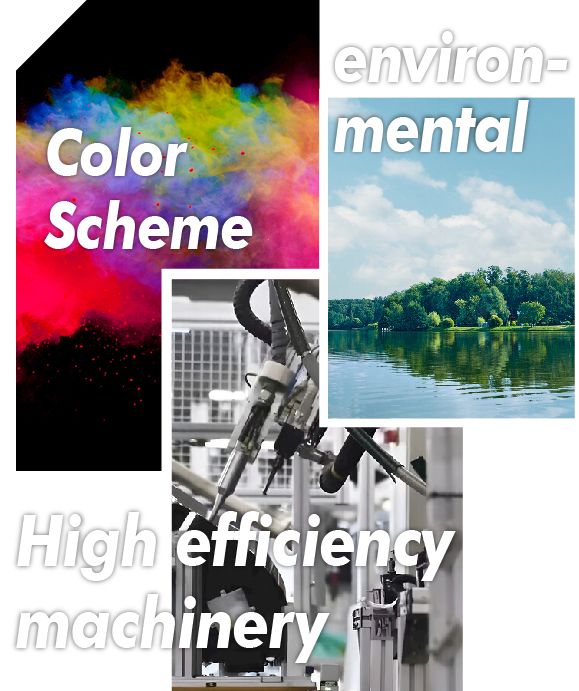 environ-
mental
Color
Scheme
High efficiency
machinery